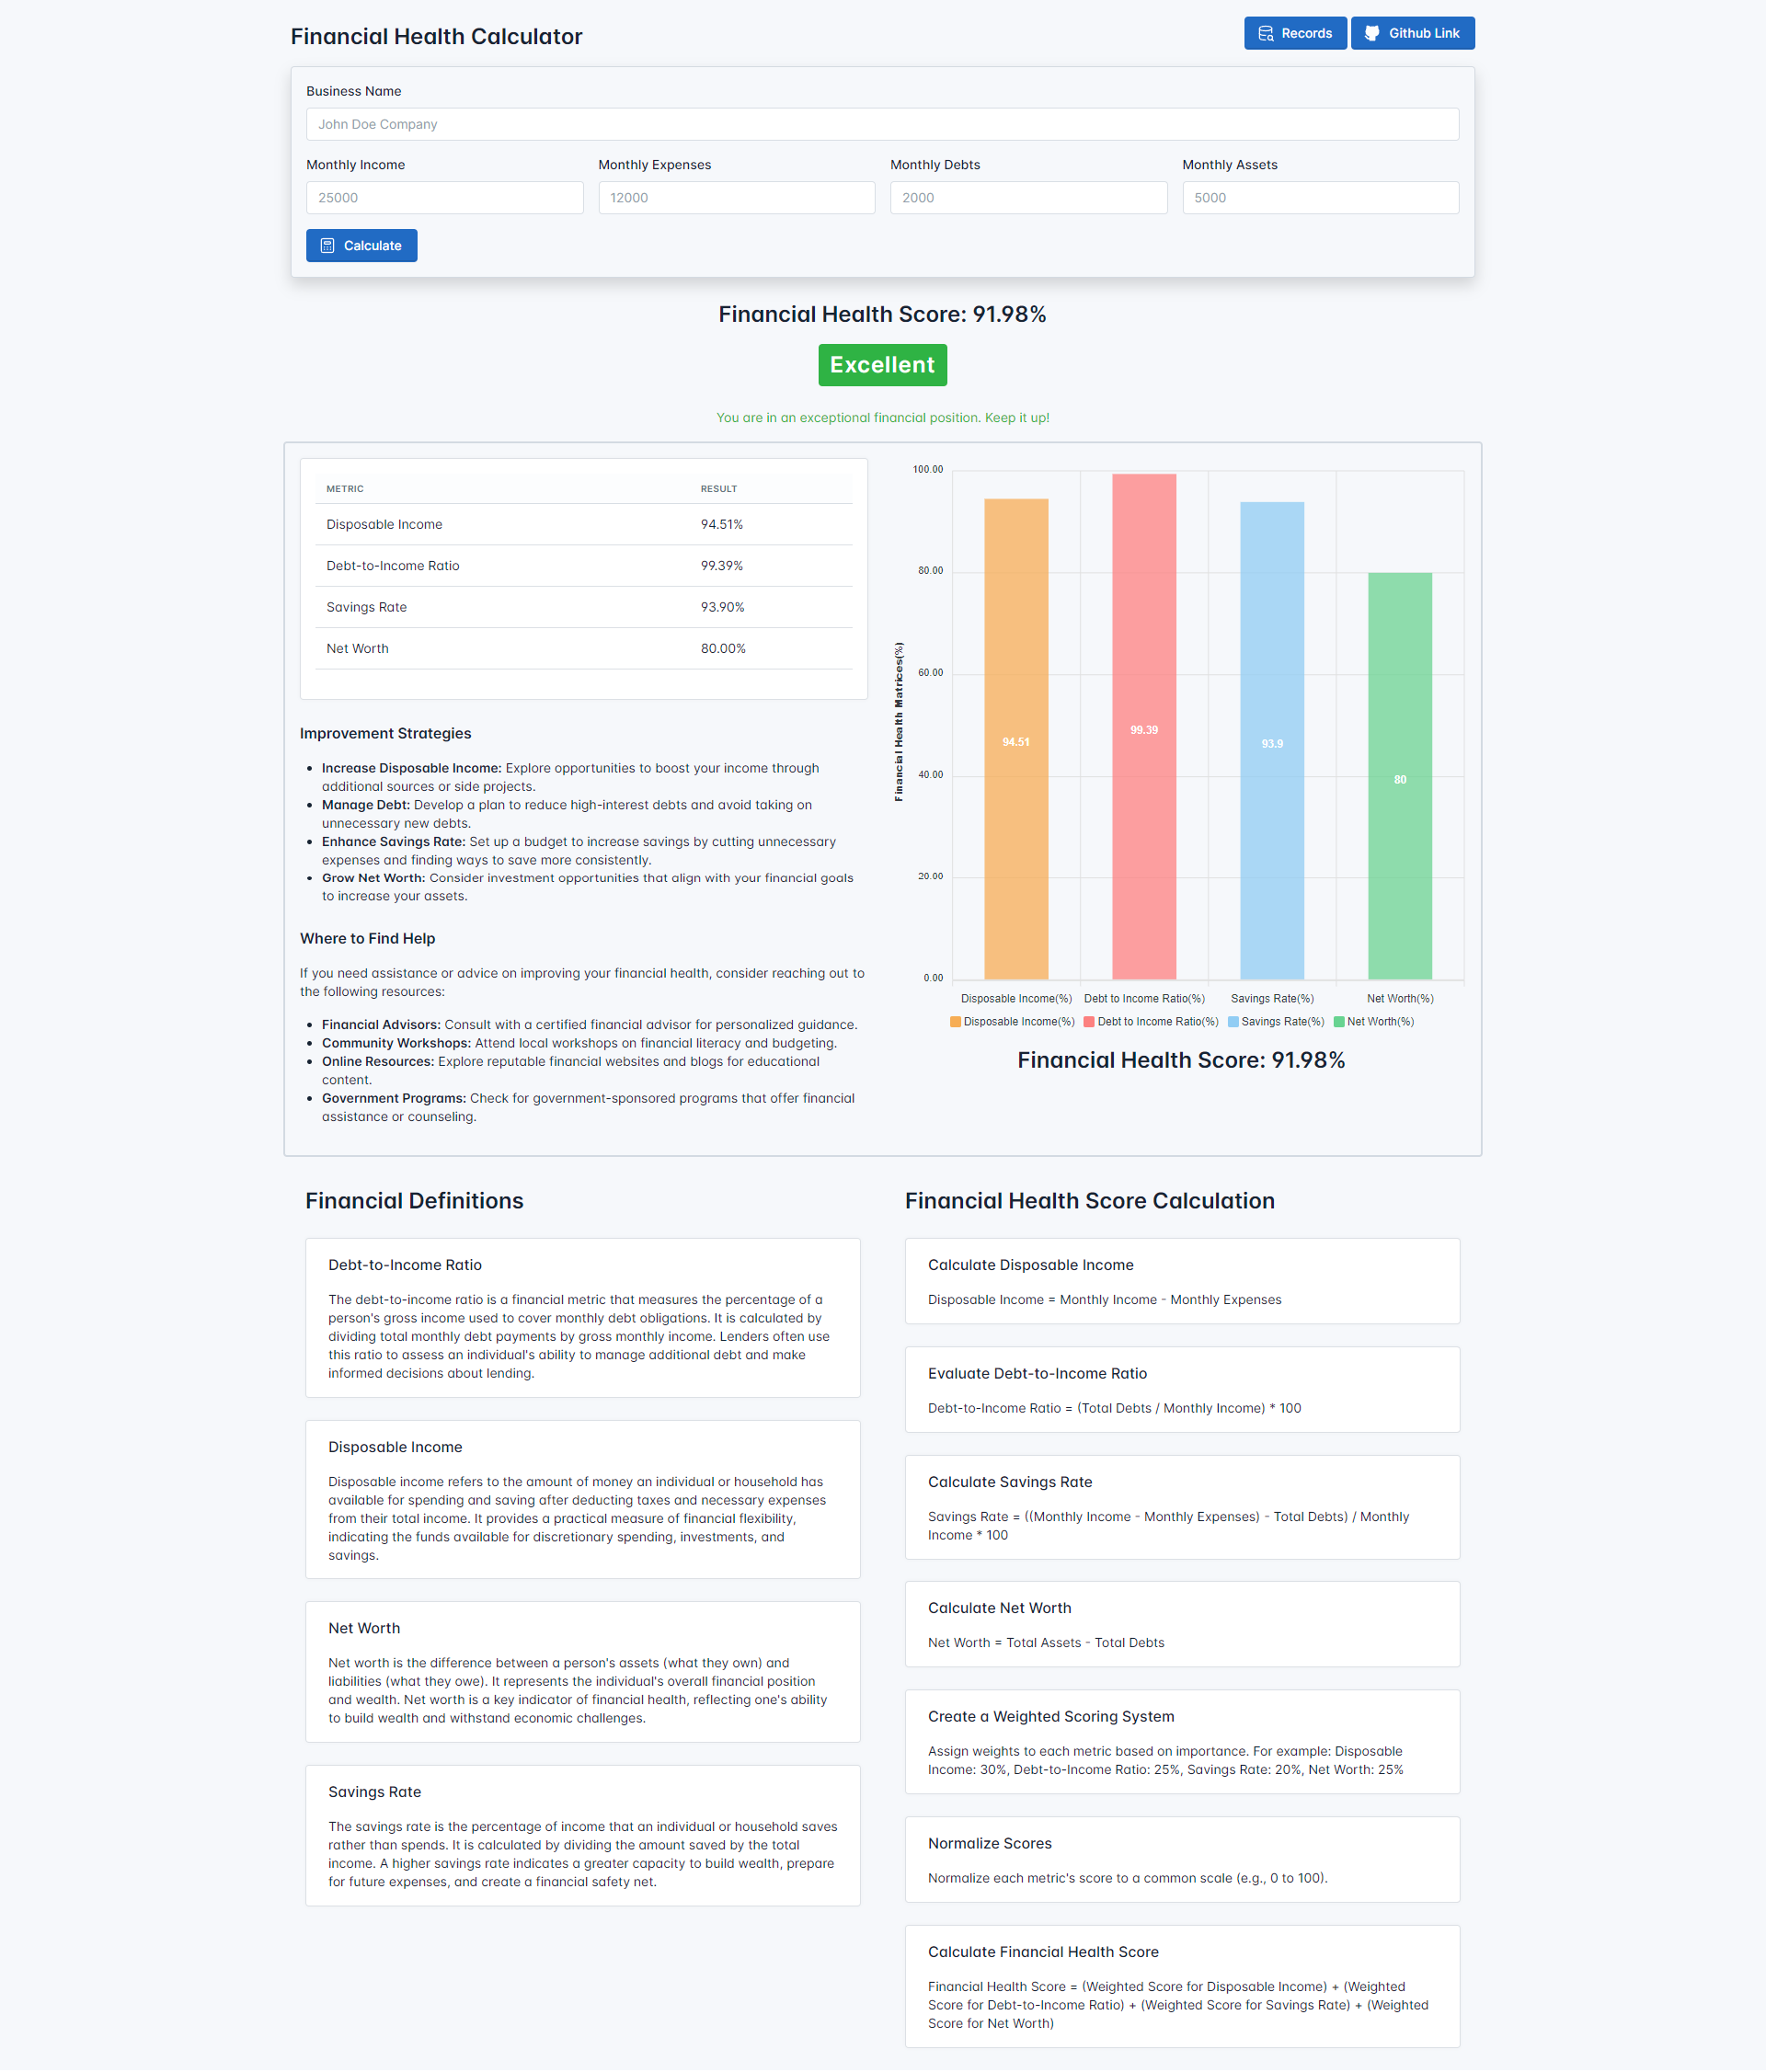 Financial Health Calculator
Records
Github Link
Business Name
John Doe Company
Monthly Income
Monthly Expenses
Monthly Debts
Monthly Assets
25000
12000
2000
5000
Calculate
Financial Health Score: 91.98%
Excellent
You are in an exceptional financial position. Keep it up!
METRIC RESULT
Disposable Income 94.51%
Debt-to-Income Ratio 99.39%
Savings Rate 93.90%
Net Worth 80.00%
Improvement Strategies
• Increase Disposable Income: Explore opportunities to boost your income through
additional sources or side projects.
• Manage Debt: Develop a plan to reduce high-interest debts and avoid taking on
unnecessary new debts.
• Enhance Savings Rate: Set up a budget to increase savings by cutting unnecessary
expenses and finding ways to save more consistently.
• Grow Net Worth: Consider investment opportunities that align with your financial goals
to increase your assets.
Where to Find Help
If you need assistance or advice on improving your financial health, consider reaching out to
the following resources:
• Financial Advisors: Consult with a certified financial advisor for personalized guidance.
• Community Workshops: Attend local workshops on financial literacy and budgeting.
• Online Resources: Explore reputable financial websites and blogs for educational
content.
• Government Programs: Check for government-sponsored programs that offer financial
assistance or counseling.
Financial Health Matrices(%)
100.00
80.00
60.00
40.00
20.00
0.00
94.51
99.39
93.9
80
Disposable Income(%) Debt to Income Ratio(%) Savings Rate(%) Net Worth(%)
Disposable Income(%) Debt to Income Ratio(%) Savings Rate(%) Net Worth(%)
Financial Health Score: 91.98%
Financial Definitions
Debt-to-Income Ratio
The debt-to-income ratio is a financial metric that measures the percentage of a
person's gross income used to cover monthly debt obligations. It is calculated by
dividing total monthly debt payments by gross monthly income. Lenders often use
this ratio to assess an individual's ability to manage additional debt and make
informed decisions about lending.
Disposable Income
Disposable income refers to the amount of money an individual or household has
available for spending and saving after deducting taxes and necessary expenses
from their total income. It provides a practical measure of financial flexibility,
indicating the funds available for discretionary spending, investments, and
savings.
Net Worth
Net worth is the difference between a person's assets (what they own) and
liabilities (what they owe). It represents the individual's overall financial position
and wealth. Net worth is a key indicator of financial health, reflecting one's ability
to build wealth and withstand economic challenges.
Savings Rate
The savings rate is the percentage of income that an individual or household saves
rather than spends. It is calculated by dividing the amount saved by the total
income. A higher savings rate indicates a greater capacity to build wealth, prepare
for future expenses, and create a financial safety net.
Financial Health Score Calculation
Calculate Disposable Income
Disposable Income = Monthly Income - Monthly Expenses
Evaluate Debt-to-Income Ratio
Debt-to-Income Ratio = (Total Debts / Monthly Income) * 100
Calculate Savings Rate
Savings Rate = ((Monthly Income - Monthly Expenses) - Total Debts) / Monthly
Income * 100
Calculate Net Worth
Net Worth = Total Assets - Total Debts
Create a Weighted Scoring System
Assign weights to each metric based on importance. For example: Disposable
Income: 30%, Debt-to-Income Ratio: 25%, Savings Rate: 20%, Net Worth: 25%
Normalize Scores
Normalize each metric's score to a common scale (e.g., 0 to 100).
Calculate Financial Health Score
Financial Health Score = (Weighted Score for Disposable Income) + (Weighted
Score for Debt-to-Income Ratio) + (Weighted Score for Savings Rate) + (Weighted
Score for Net Worth)